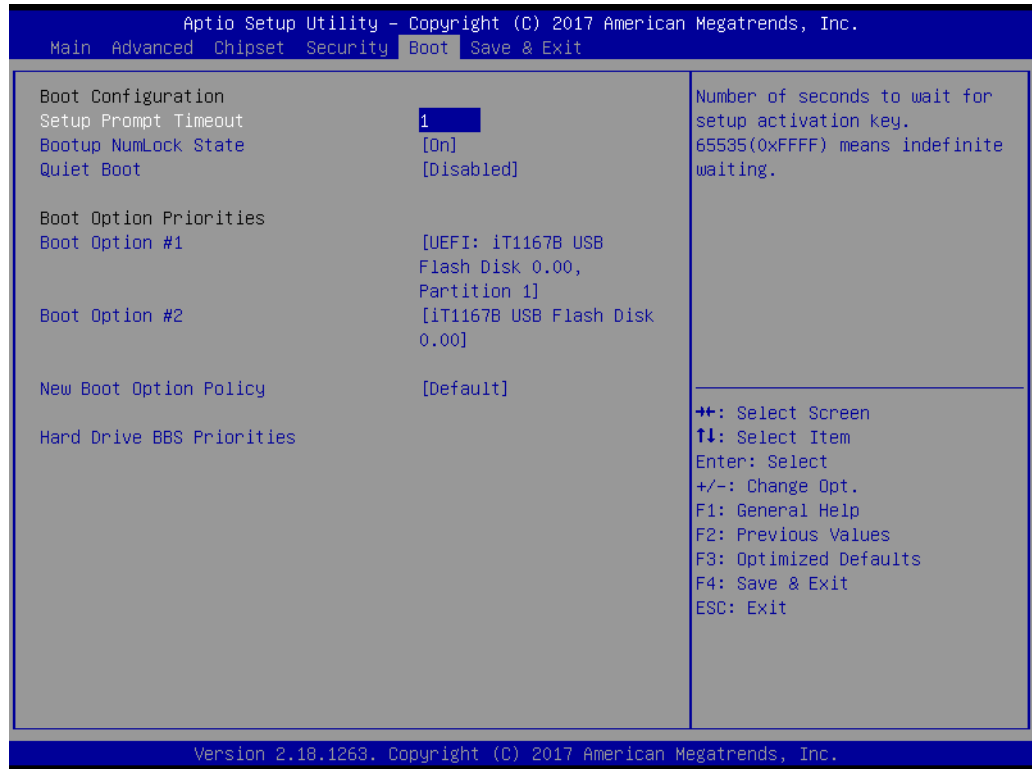 Aptio Setup Utility – Copyright (C) 2017 American Megatrends, Inc.
Main Advanced Chipset Security Boot Save & Exit
Boot Configuration
Setup Prompt Timeout 1
Bootup NumLock State [On]
Quiet Boot [Disabled]
Boot Option Priorities
Boot Option #1 [UEFI: iT1167B USB
Flash Disk 0.00,
Partition 1]
Boot Option #2 [iT1167B USB Flash Disk
0.00]
New Boot Option Policy [Default]
Hard Drive BBS Priorities
Number of seconds to wait for
setup activation key.
65535(0xFFFF) means indefinite
waiting.
→←: Select Screen
↑↓: Select Item
Enter: Select
+/-: Change Opt.
F1: General Help
F2: Previous Values
F3: Optimized Defaults
F4: Save & Exit
ESC: Exit
Version 2.18.1263. Copyright (C) 2017 American Megatrends, Inc.